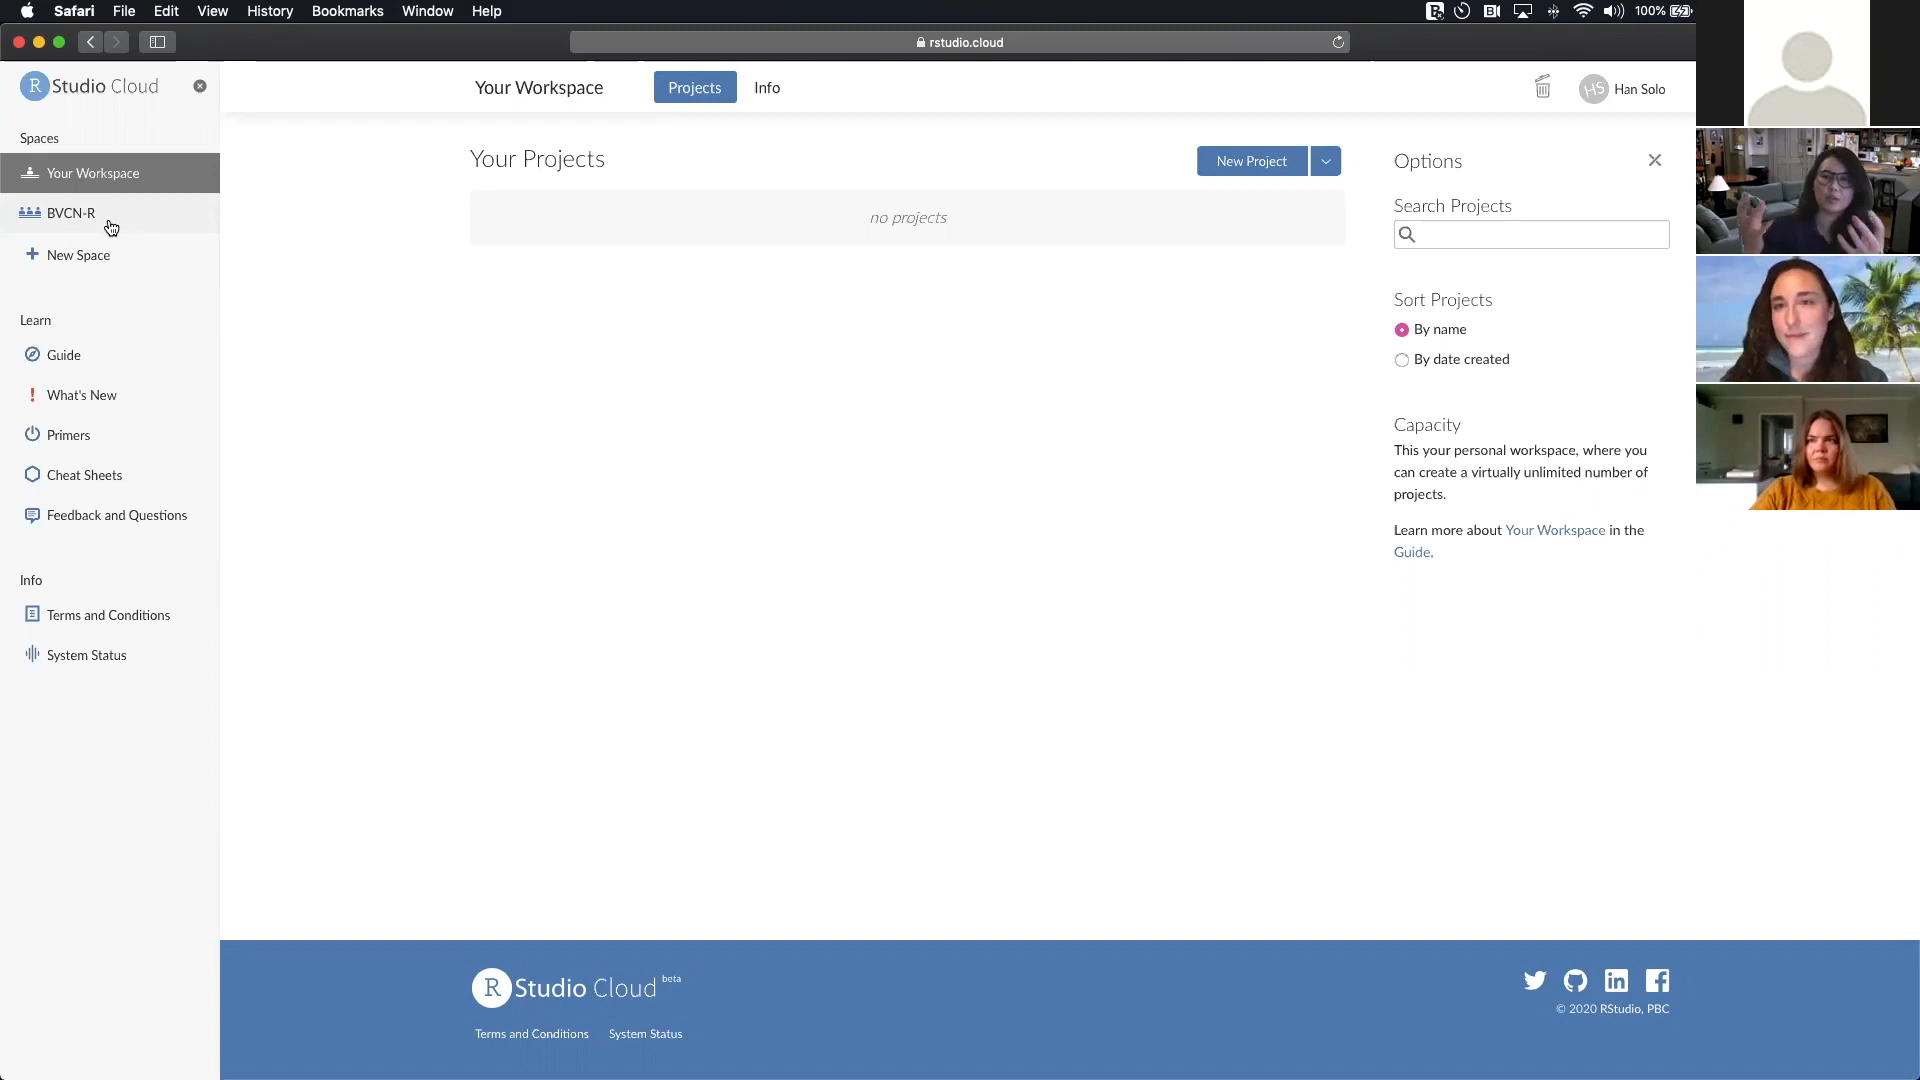 Safari File Edit View History Bookmarks Window Help 100%
rstudio.cloud
R Studio Cloud
Your Workspace Projects Info
HS Han Solo
Spaces
Your Workspace
BVCN-R
New Space
Learn
Guide
What's New
Primers
Cheat Sheets
Feedback and Questions
Info
Terms and Conditions
System Status
Your Projects
New Project
no projects
Options
Search Projects
Sort Projects
By name
By date created
Capacity
This your personal workspace, where you
can create a virtually unlimited number of
projects.
Learn more about Your Workspace in the
Guide.
R Studio Cloud beta
Terms and Conditions System Status
© 2020 RStudio, PBC